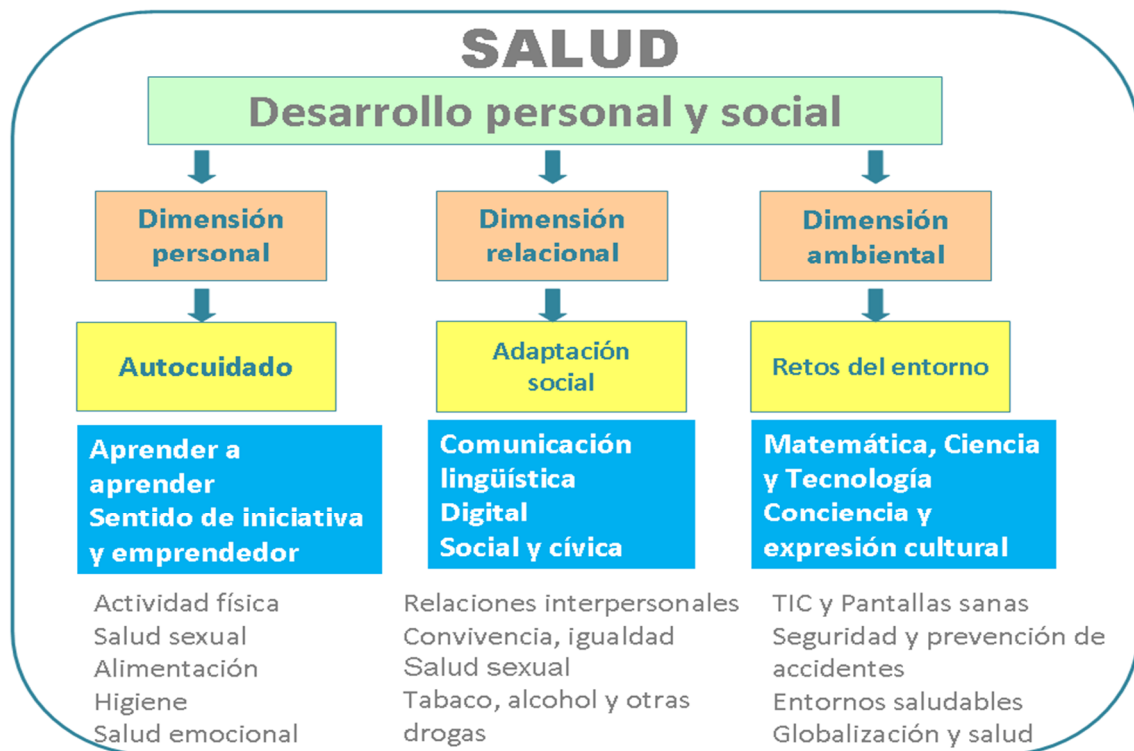 SALUD
Desarrollo personal y social
Dimensión
personal
Dimensión
relacional
Dimensión
ambiental
Autocuidado
Adaptación
social
Retos del entorno
Aprender a
aprender
Sentido de iniciativa
y emprendedor
Comunicación
lingüística
Digital
Social y cívica
Matemática, Ciencia
y Tecnología
Conciencia y
expresión cultural
Actividad física
Salud sexual
Alimentación
Higiene
Salud emocional
Relaciones interpersonales
Convivencia, igualdad
Salud sexual
Tabaco, alcohol y otras
drogas
TIC y Pantallas sanas
Seguridad y prevención de
accidentes
Entornos saludables
Globalización y salud